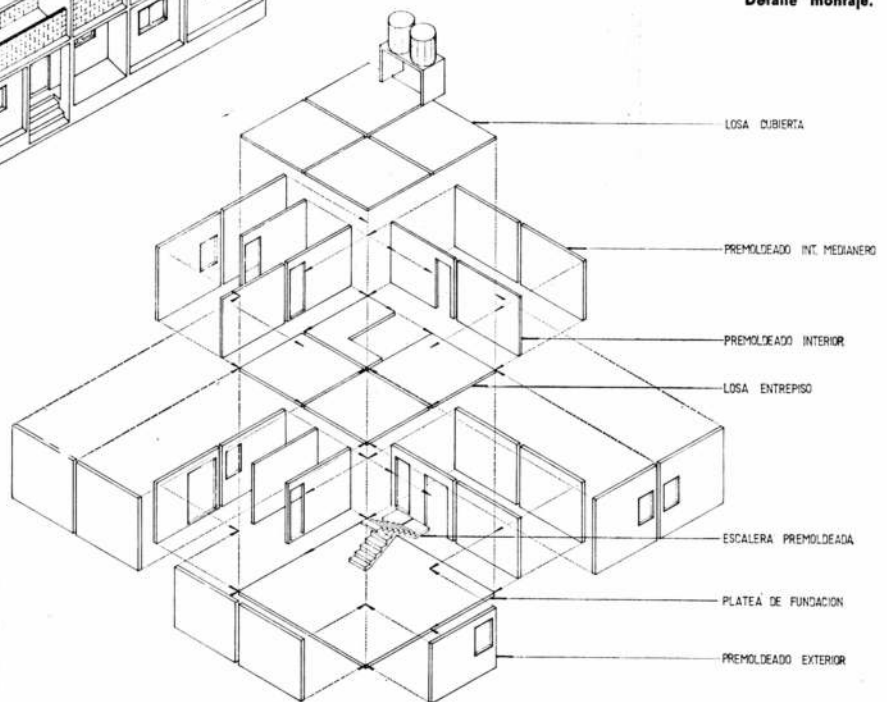 Detalle montaje.
LOSA CUBIERTA
PREMOLDEADO INT. MEDIANERO
PREMOLDEADO INTERIOR
LOSA ENTREPISO
ESCALERA PREMOLDEADA
PLATEA DE FUNDACION
PREMOLDEADO EXTERIOR